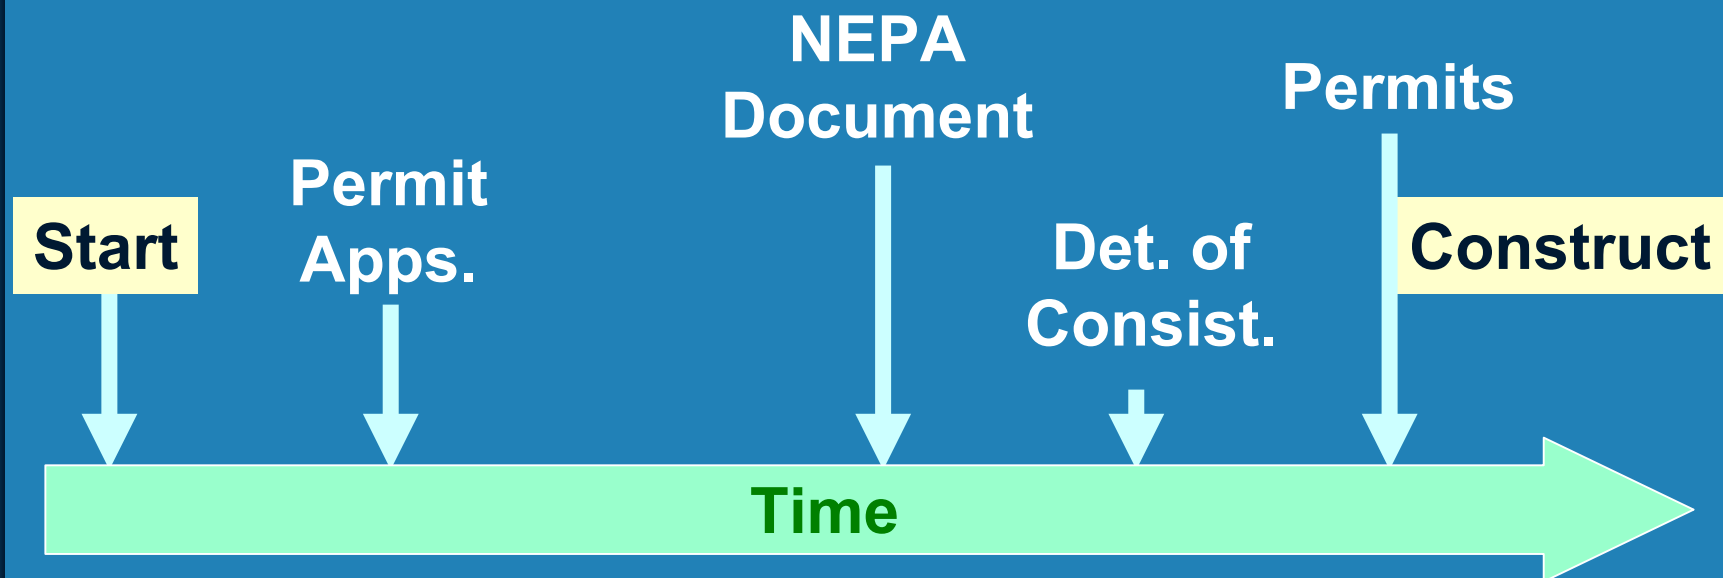 Start
Permit
Apps.
NEPA
Document
Det. of
Consist.
Permits
Construct
Time